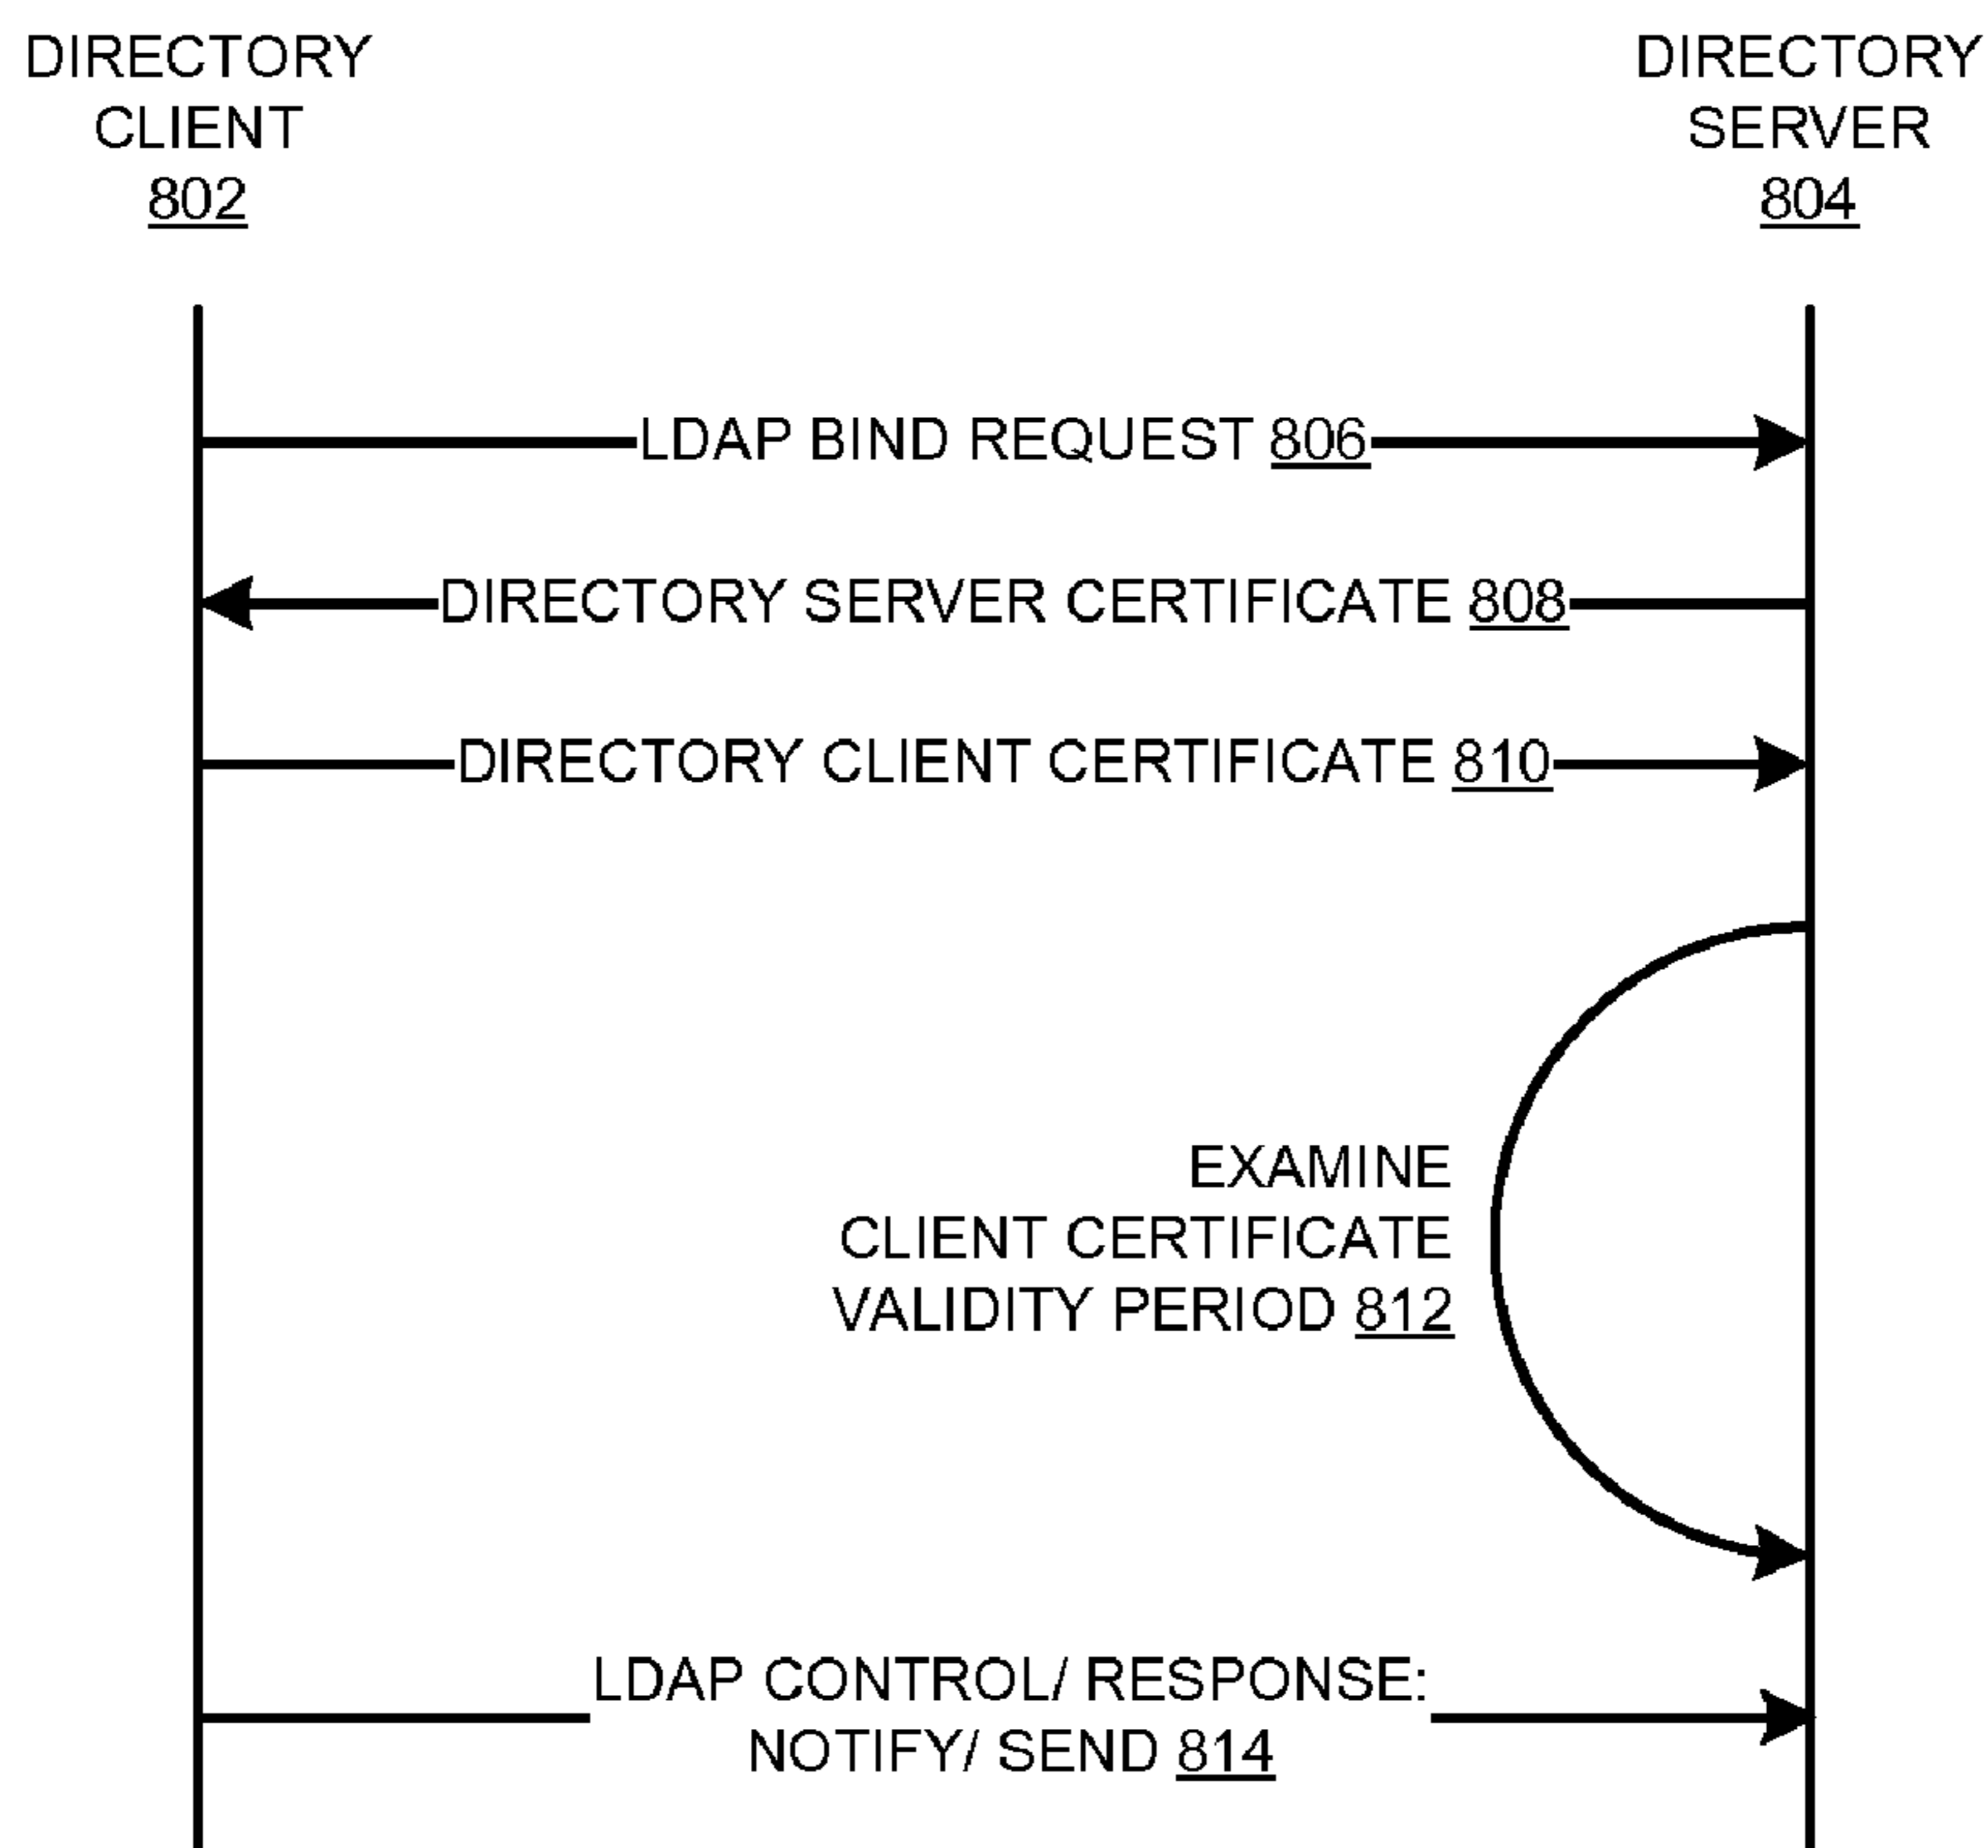 DIRECTORY
CLIENT
802
DIRECTORY
SERVER
804
LDAP BIND REQUEST 806
DIRECTORY SERVER CERTIFICATE 808
DIRECTORY CLIENT CERTIFICATE 810
EXAMINE
CLIENT CERTIFICATE
VALIDITY PERIOD 812
LDAP CONTROL/ RESPONSE:
NOTIFY/ SEND 814